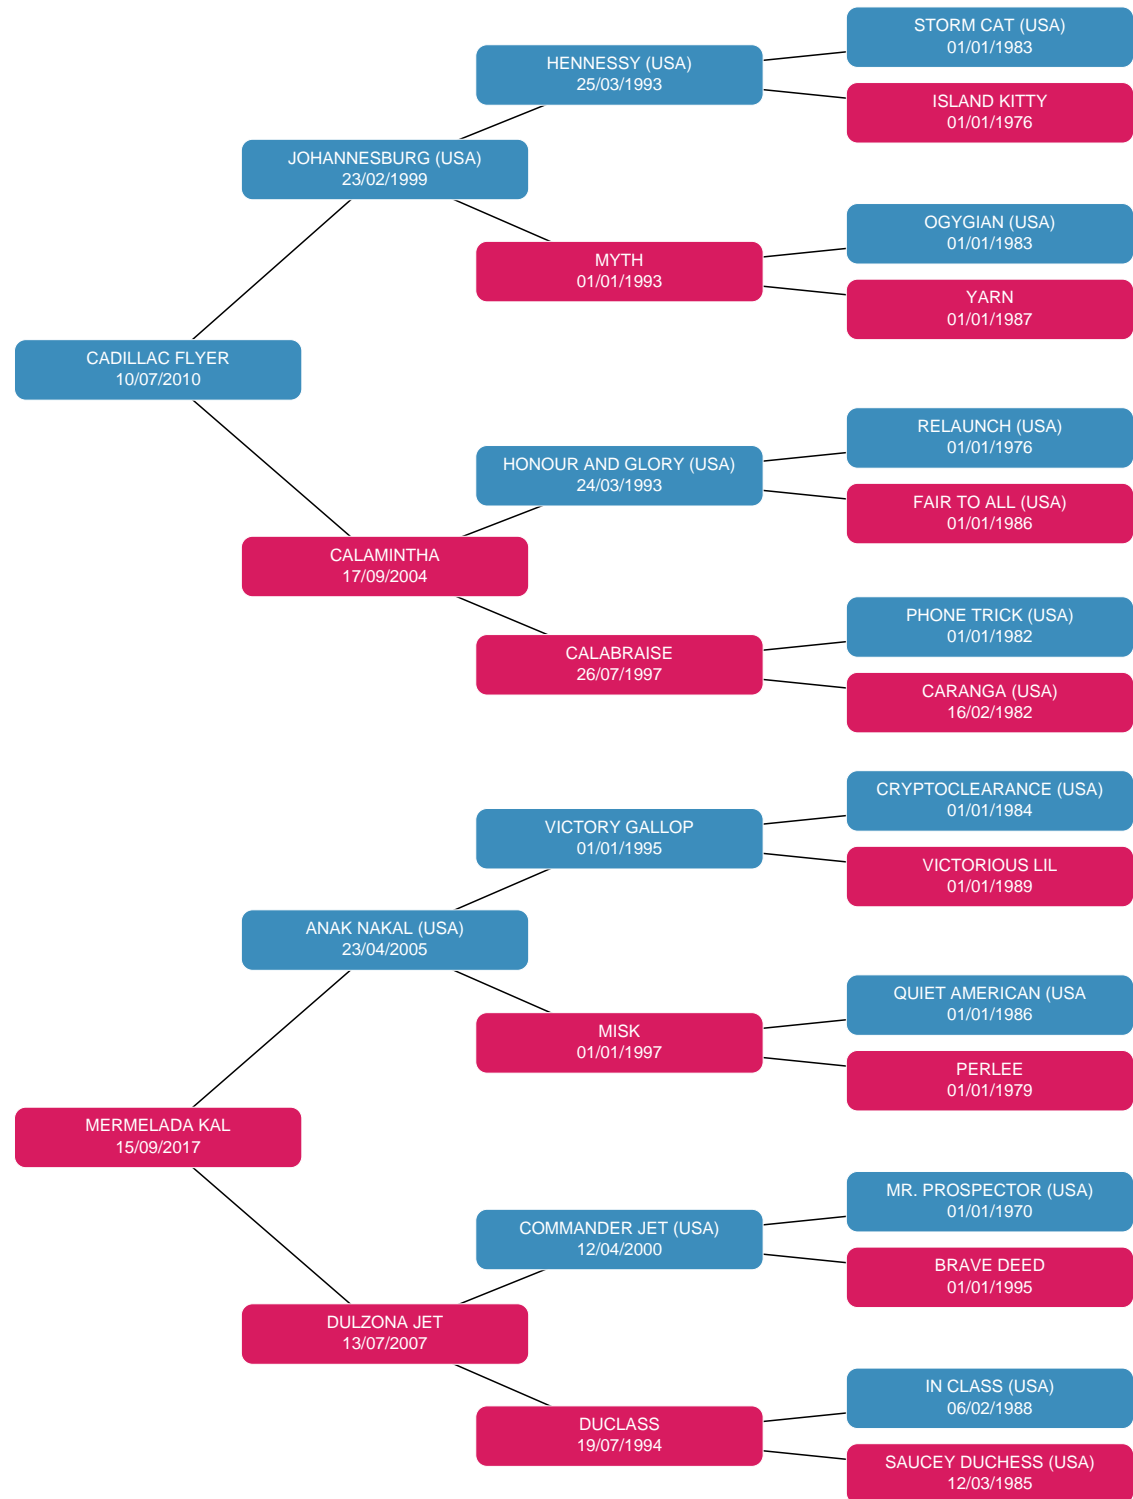 STORM CAT (USA)
01/01/1983
HENNESSY (USA)
25/03/1993
ISLAND KITTY
01/01/1976
JOHANNESBURG (USA)
23/02/1999
OGYGIAN (USA)
01/01/1983
MYTH
01/01/1993
YARN
01/01/1987
CADILLAC FLYER
10/07/2010
RELAUNCH (USA)
01/01/1976
HONOUR AND GLORY (USA)
24/03/1993
FAIR TO ALL (USA)
01/01/1986
CALAMINTHA
17/09/2004
PHONE TRICK (USA)
01/01/1982
CALABRAISE
26/07/1997
CARANGA (USA)
16/02/1982
CRYPTOCLEARANCE (USA)
01/01/1984
VICTORY GALLOP
01/01/1995
VICTORIOUS LIL
01/01/1989
ANAK NAKAL (USA)
23/04/2005
QUIET AMERICAN (USA
01/01/1986
MISK
01/01/1997
PERLEE
01/01/1979
MERMELADA KAL
15/09/2017
MR. PROSPECTOR (USA)
01/01/1970
COMMANDER JET (USA)
12/04/2000
BRAVE DEED
01/01/1995
DULZONA JET
13/07/2007
IN CLASS (USA)
06/02/1988
DUCLASS
19/07/1994
SAUCEY DUCHESS (USA)
12/03/1985